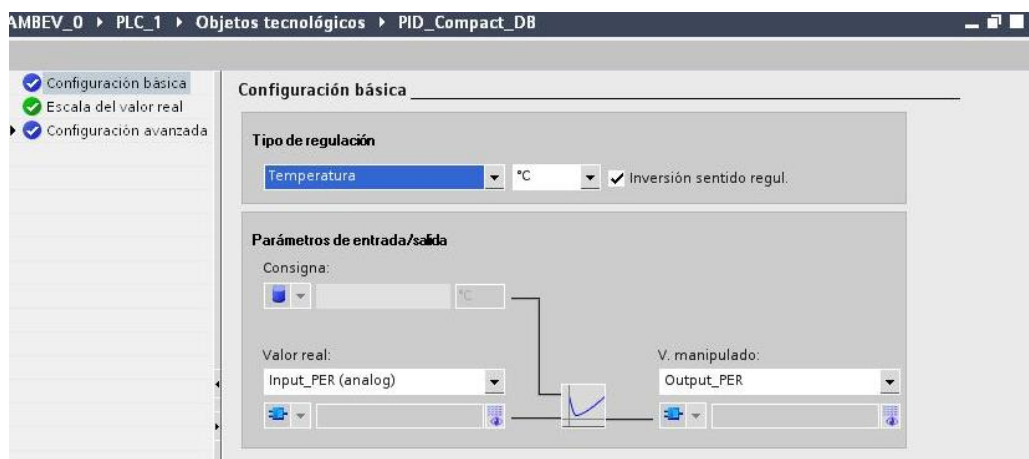 AMBEV_0 ▸ PLC_1 ▸ Objetos tecnológicos ▸ PID_Compact_DB
Configuración básica
Escala del valor real
Configuración avanzada
Configuración básica
Tipo de regulación
Temperatura
°C
Inversión sentido regul.
Parámetros de entrada/salida
Consigna:
°C
Valor real:
Input_PER (analog)
V. manipulado:
Output_PER